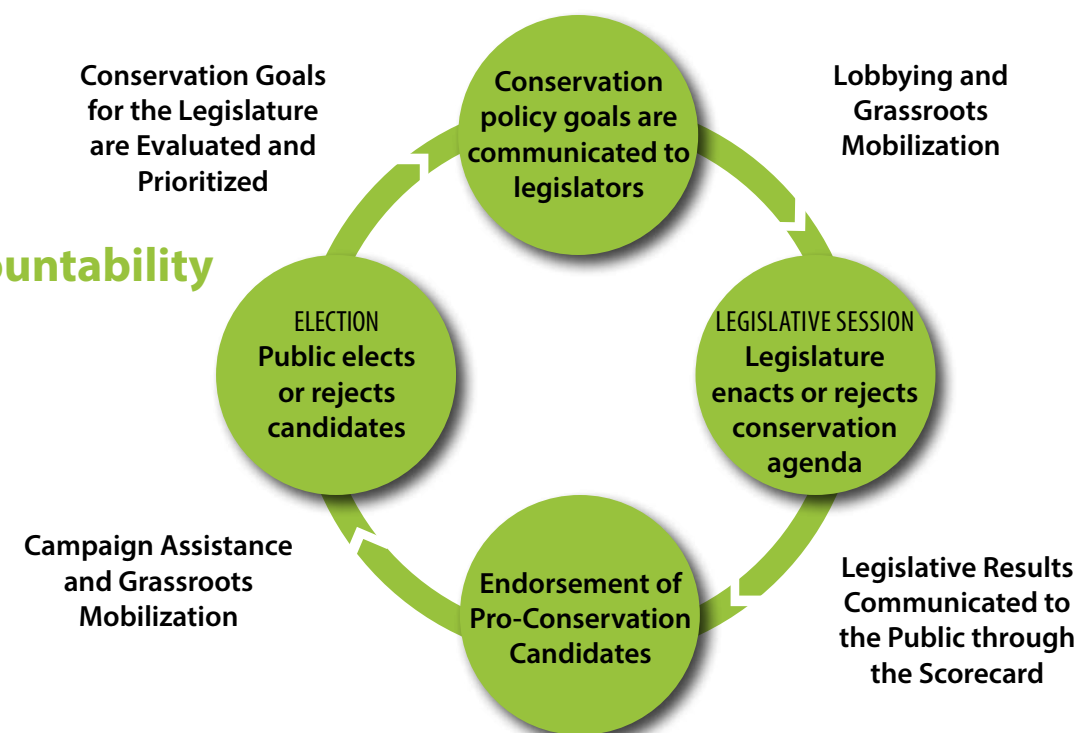 Conservation Goals
for the Legislature
are Evaluated and
Prioritized
Conservation
policy goals are
communicated to
legislators
Lobbying and
Grassroots
Mobilization
ountability
ELECTION
Public elects
or rejects
candidates
LEGISLATIVE SESSION
Legislature
enacts or rejects
conservation
agenda
Campaign Assistance
and Grassroots
Mobilization
Endorsement of
Pro-Conservation
Candidates
Legislative Results
Communicated to
the Public through
the Scorecard